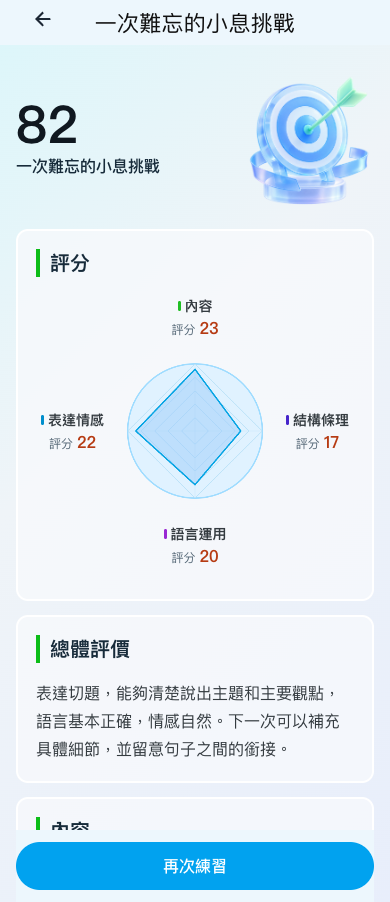 一次難忘的小息挑戰
82
一次難忘的小息挑戰
評分
內容
評分 23
表達情感
評分 22
結構條理
評分 17
語言運用
評分 20
總體評價
表達切題，能夠清楚說出主題和主要觀點，
語言基本正確，情感自然。下一次可以補充
具體細節，並留意句子之間的銜接。
內容
再次練習